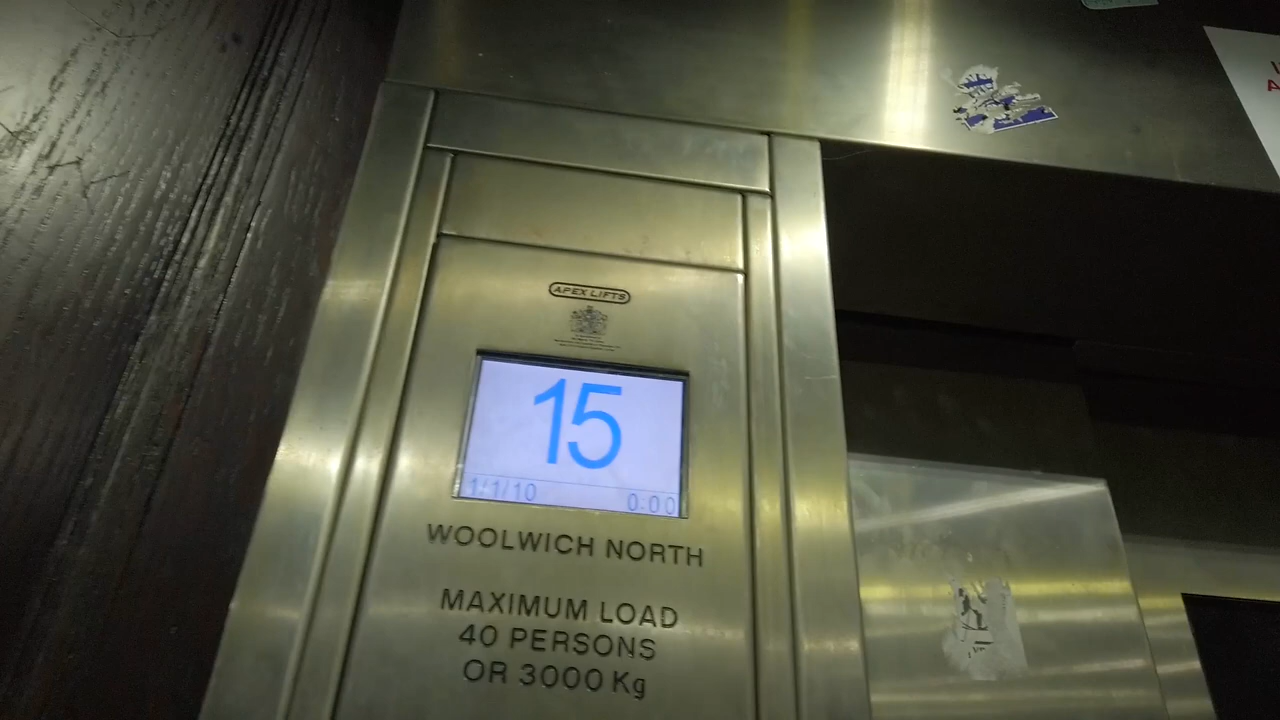 APEX LIFTS
15
1/1/10 0:00
WOOLWICH NORTH
MAXIMUM LOAD
40 PERSONS
OR 3000 Kg